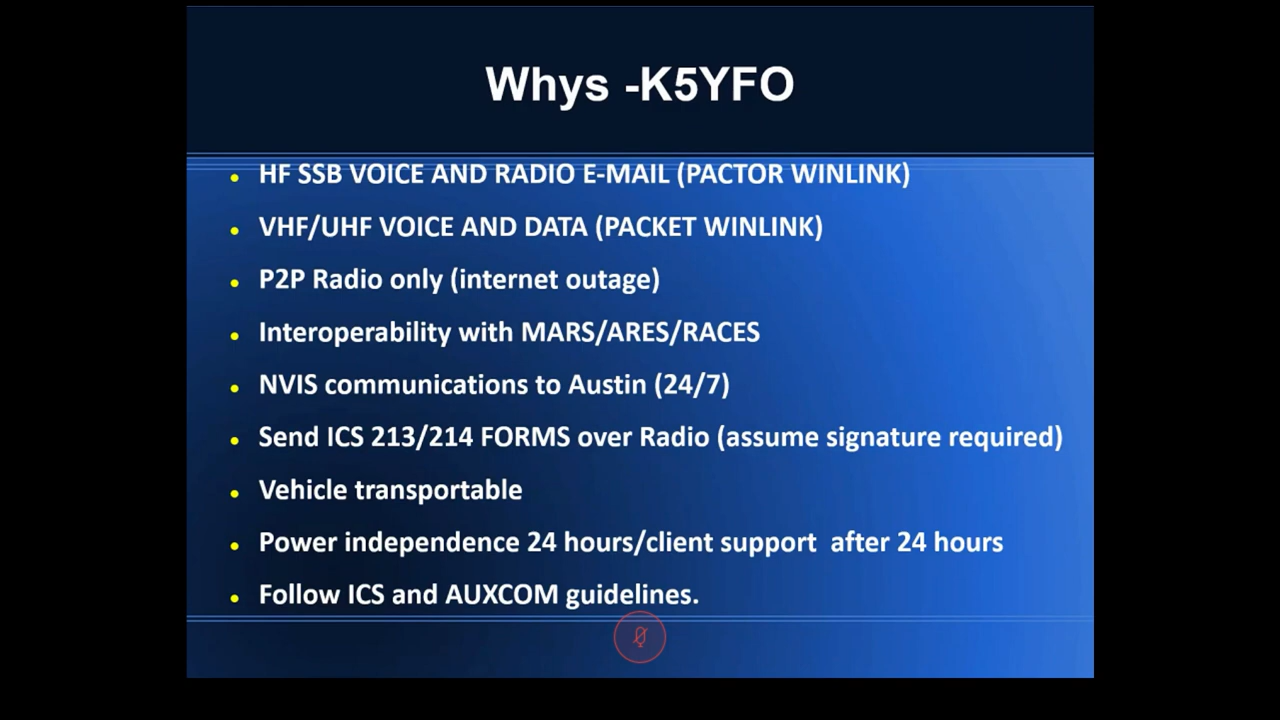 Whys -K5YFO
• HF SSB VOICE AND RADIO E-MAIL (PACTOR WINLINK)
• VHF/UHF VOICE AND DATA (PACKET WINLINK)
• P2P Radio only (internet outage)
• Interoperability with MARS/ARES/RACES
• NVIS communications to Austin (24/7)
• Send ICS 213/214 FORMS over Radio (assume signature required)
• Vehicle transportable
• Power independence 24 hours/client support  after 24 hours
• Follow ICS and AUXCOM guidelines.